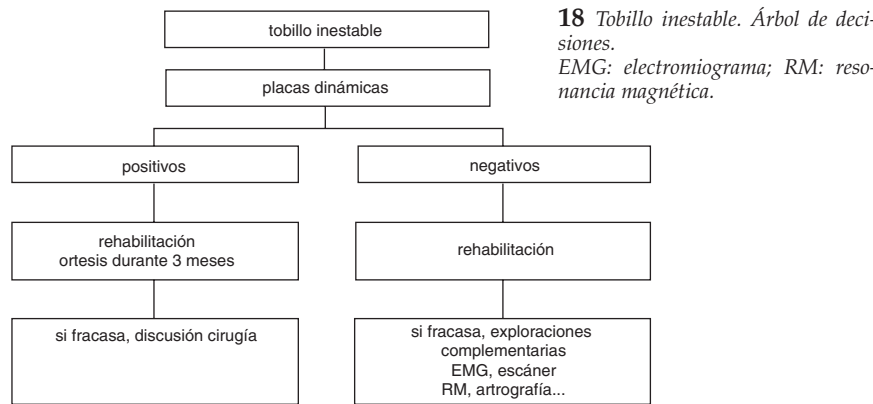 tobillo inestable
placas dinámicas
positivos
negativos
rehabilitación
ortesis durante 3 meses
rehabilitación
si fracasa, discusión cirugía
si fracasa, exploraciones
complementarias
EMG, escáner
RM, artrografía...
18 Tobillo inestable. Árbol de deci-
siones.
EMG: electromiograma; RM: reso-
nancia magnética.